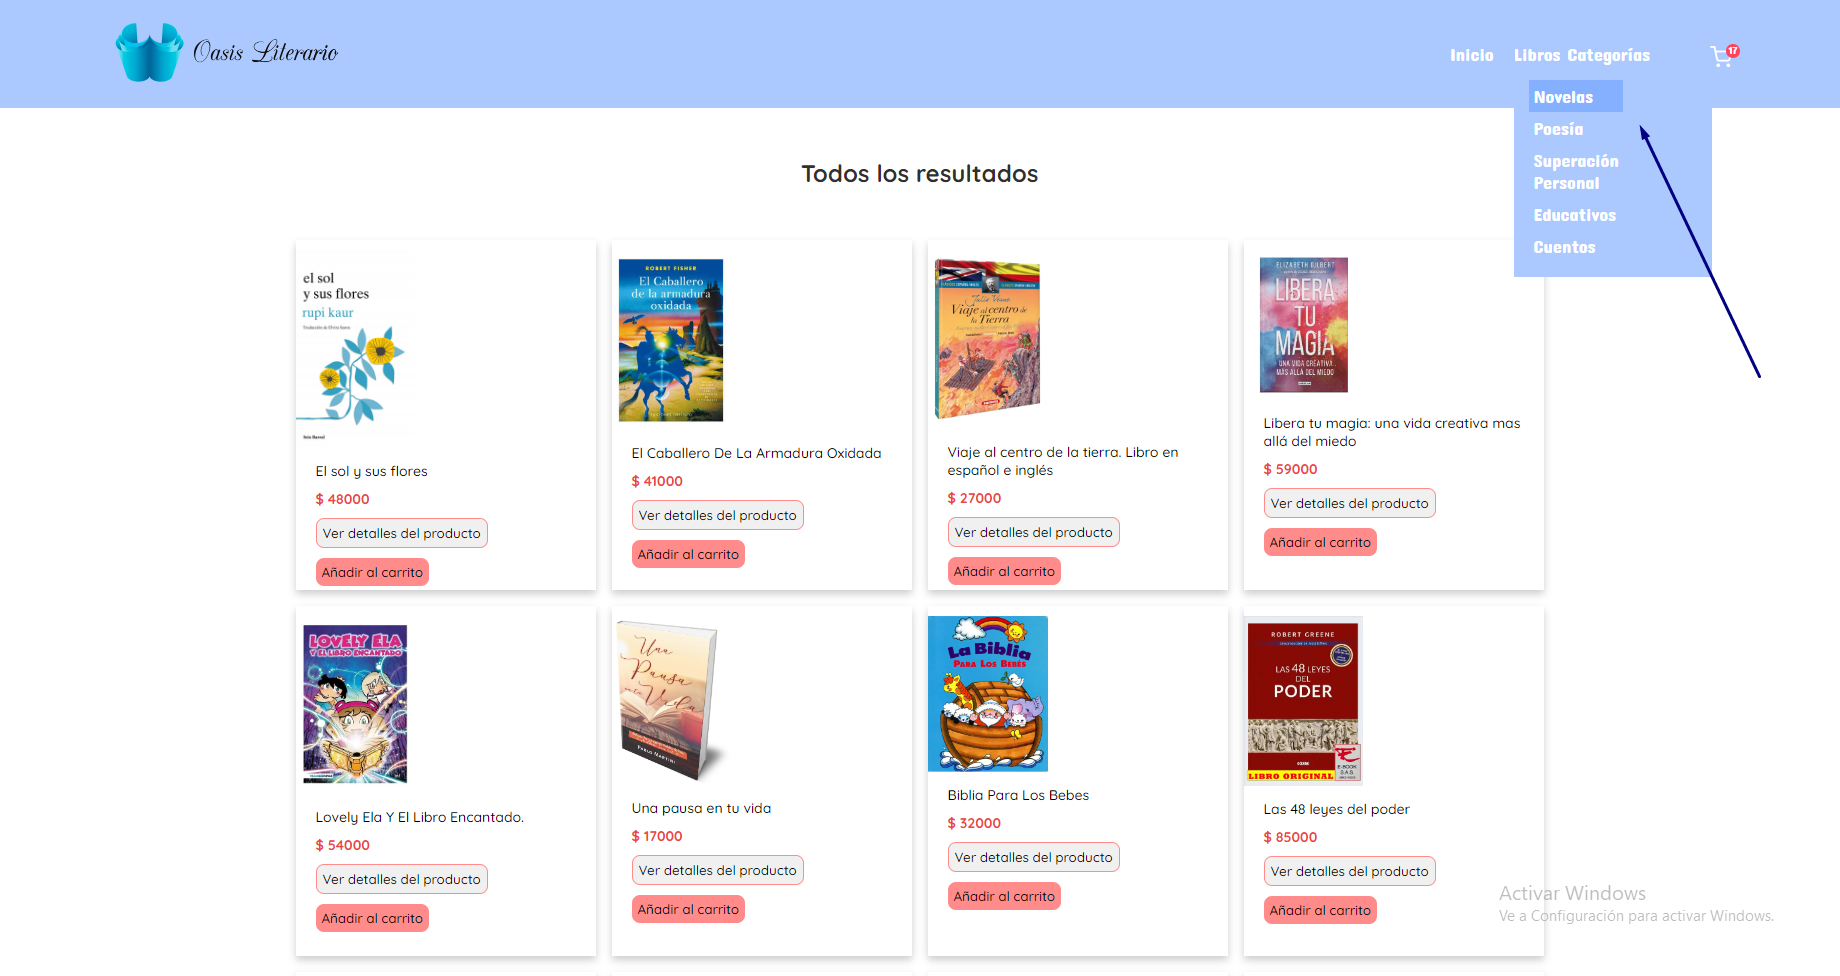 Oasis Literario
Inicio
Libros Categorías
17
Novelas
Poesía
Superación
Personal
Educativos
Cuentos
Todos los resultados
el sol
y sus flores
rupi kaur
El sol y sus flores
$ 48000
Ver detalles del producto
Añadir al carrito
ROBERT FISHER
El Caballero
de la armadura
oxidada
El Caballero De La Armadura Oxidada
$ 41000
Ver detalles del producto
Añadir al carrito
Julio Verne
Viaje al centro de
la Tierra
Viaje al centro de la tierra. Libro en
español e inglés
$ 27000
Ver detalles del producto
Añadir al carrito
ELIZABETH GILBERT
LIBERA
TU
MAGIA
UNA VIDA CREATIVA
MÁS ALLÁ DEL MIEDO
Libera tu magia: una vida creativa mas
allá del miedo
$ 59000
Ver detalles del producto
Añadir al carrito
LOVELY ELA
Y EL LIBRO ENCANTADO
Lovely Ela Y El Libro Encantado.
$ 54000
Ver detalles del producto
Añadir al carrito
Una
Pausa
en tu
Vida
PABLO MARTINI
Una pausa en tu vida
$ 17000
Ver detalles del producto
Añadir al carrito
La Biblia
PARA LOS BEBÉS
Biblia Para Los Bebes
$ 32000
Ver detalles del producto
Añadir al carrito
ROBERT GREENE
LAS 48 LEYES
DEL
PODER
E-BOOK
S.A.S
LIBRO ORIGINAL
Las 48 leyes del poder
$ 85000
Ver detalles del producto
Añadir al carrito
Activar Windows
Ve a Configuración para activar Windows.